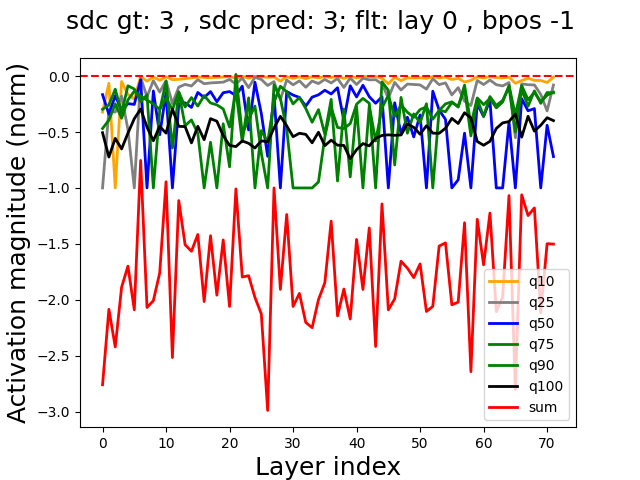 sdc gt: 3 , sdc pred: 3; flt: lay 0 , bpos -1
Activation magnitude (norm)
0.0
−0.5
−1.0
−1.5
−2.0
−2.5
−3.0
0 10 20 30 40 50 60 70
Layer index
q10
q25
q50
q75
q90
q100
sum